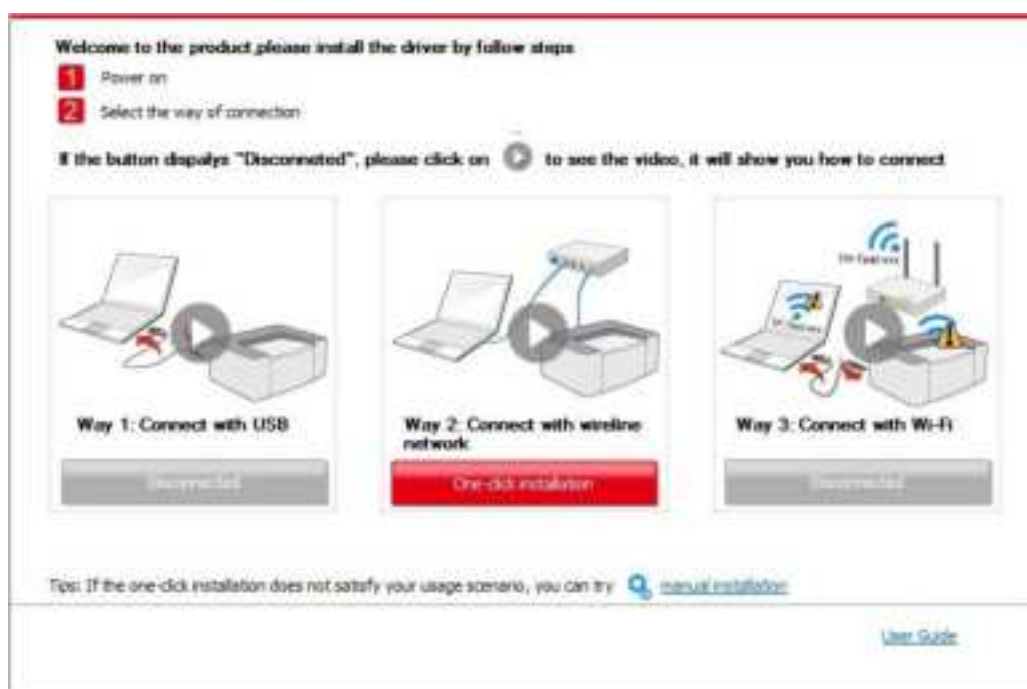 Welcome to the product,please install the driver by follow steps
1 Power on
2 Select the way of connection
If the button dispalys "Disconneted", please click on to see the video, it will show you how to connect
Way 1: Connect with USB
Disconnected
Way 2: Connect with wireline
network
One-click installation
Way 3: Connect with Wi-Fi
Disconnected
Tips: If the one-click installation does not satisfy your usage scenario, you can try manual installation
User Guide